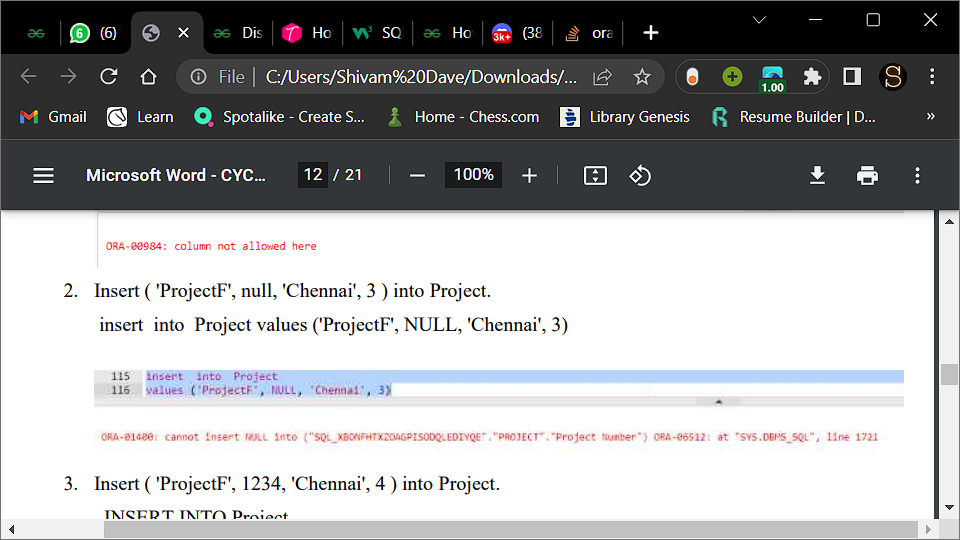 6 (6) Dis Ho w3 SQ Ho 3k+ (38 ora
File C:/Users/Shivam%20Dave/Downloads/... 1.00 S
Gmail Learn Spotalike - Create S... Home - Chess.com Library Genesis Resume Builder | D... »
Microsoft Word - CYC... 12 / 21 100%
ORA-00984: column not allowed here
2. Insert ( 'ProjectF', null, 'Chennai', 3 ) into Project.
insert into Project values ('ProjectF', NULL, 'Chennai', 3)
115 insert into Project
116 values ('ProjectF', NULL, 'Chennai', 3)
ORA-01400: cannot insert NULL into ("SQL_XBONFHTXZOAGPISODQLEDIYQE"."PROJECT"."Project Number") ORA-06512: at "SYS.DBMS_SQL", line 1721
3. Insert ( 'ProjectF', 1234, 'Chennai', 4 ) into Project.
INSERT INTO Project